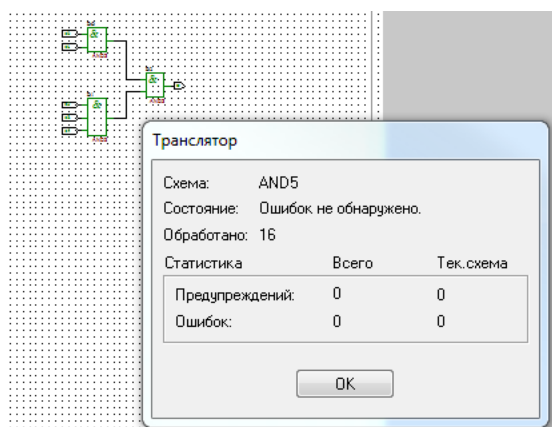 &
&
&
Транслятор
Схема: AND5
Состояние: Ошибок не обнаружено.
Обработано: 16
Статистика Всего Тек.схема
Предупреждений: 0 0
Ошибок: 0 0
OK